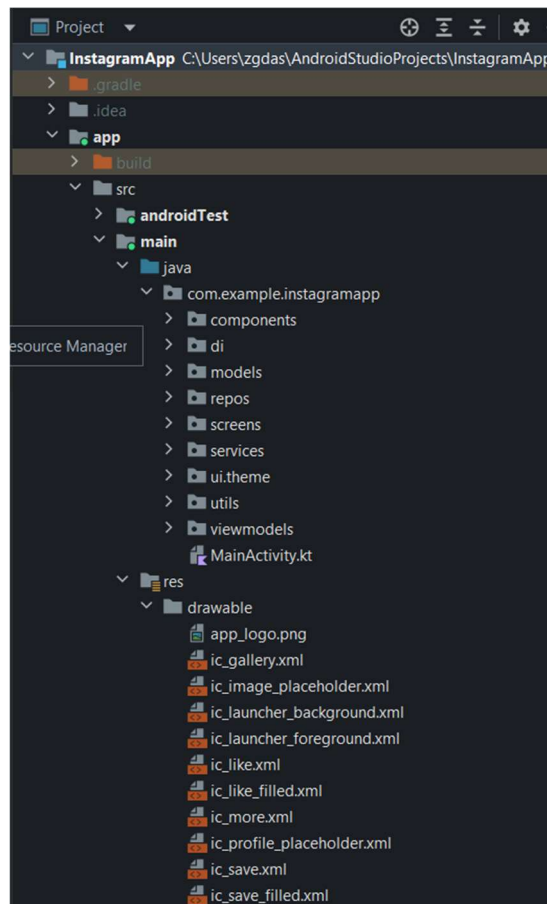 Project
InstagramApp C:\Users\zgdas\AndroidStudioProjects\InstagramApp
.gradle
.idea
app
build
src
androidTest
main
java
com.example.instagramapp
components
di
esource Manager
models
repos
screens
services
ui.theme
utils
viewmodels
MainActivity.kt
res
drawable
app_logo.png
ic_gallery.xml
ic_image_placeholder.xml
ic_launcher_background.xml
ic_launcher_foreground.xml
ic_like.xml
ic_like_filled.xml
ic_more.xml
ic_profile_placeholder.xml
ic_save.xml
ic_save_filled.xml